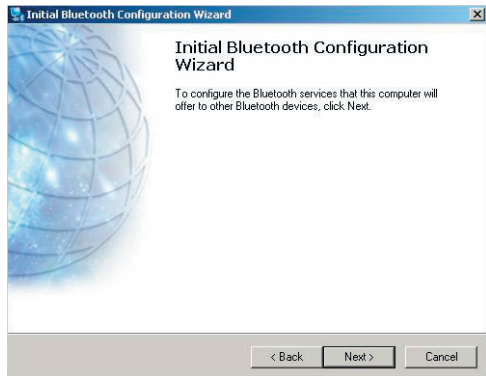 Initial Bluetooth Configuration Wizard
Initial Bluetooth Configuration
Wizard
To configure the Bluetooth services that this computer will
offer to other Bluetooth devices, click Next.
< Back Next > Cancel